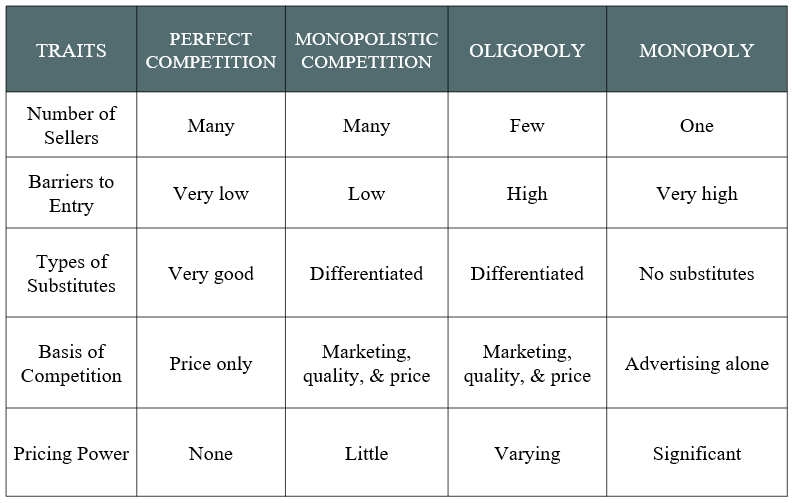 TRAITS
PERFECT
COMPETITION
MONOPOLISTIC
COMPETITION
OLIGOPOLY
MONOPOLY
Number of
Sellers
Many
Many
Few
One
Barriers to
Entry
Very low
Low
High
Very high
Types of
Substitutes
Very good
Differentiated
Differentiated
No substitutes
Basis of
Competition
Price only
Marketing,
quality, & price
Marketing,
quality, & price
Advertising alone
Pricing Power
None
Little
Varying
Significant